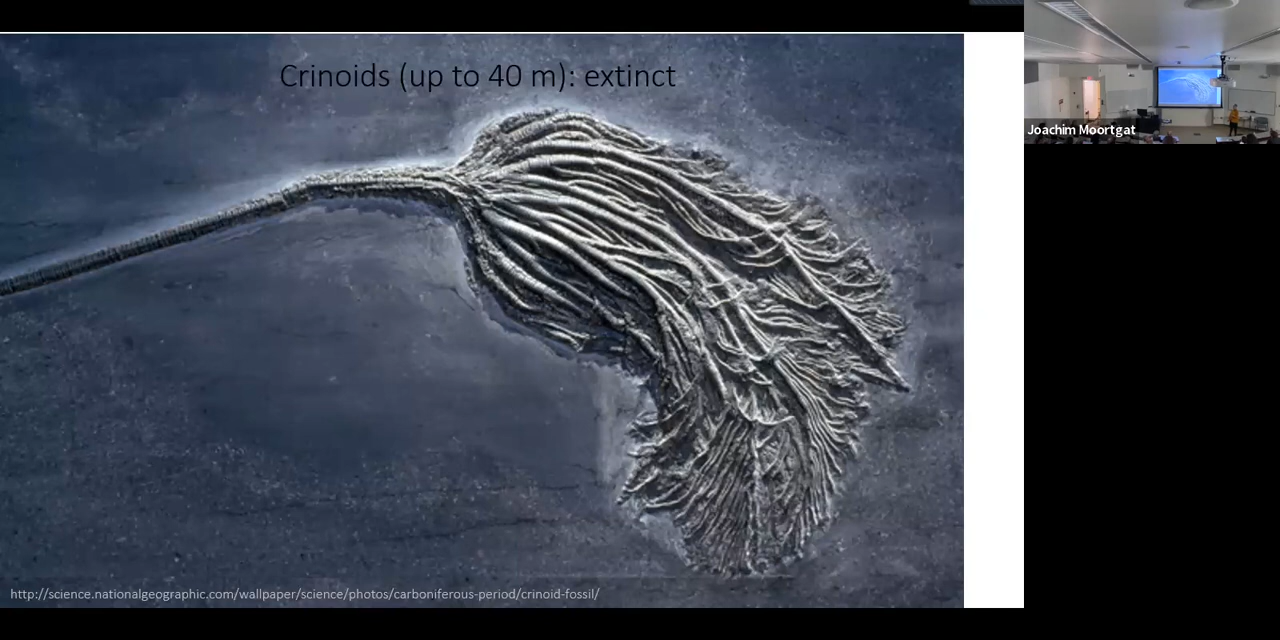 Crinoids (up to 40 m): extinct
Joachim Moortgat
http://science.nationalgeographic.com/wallpaper/science/photos/carboniferous-period/crinoid-fossil/